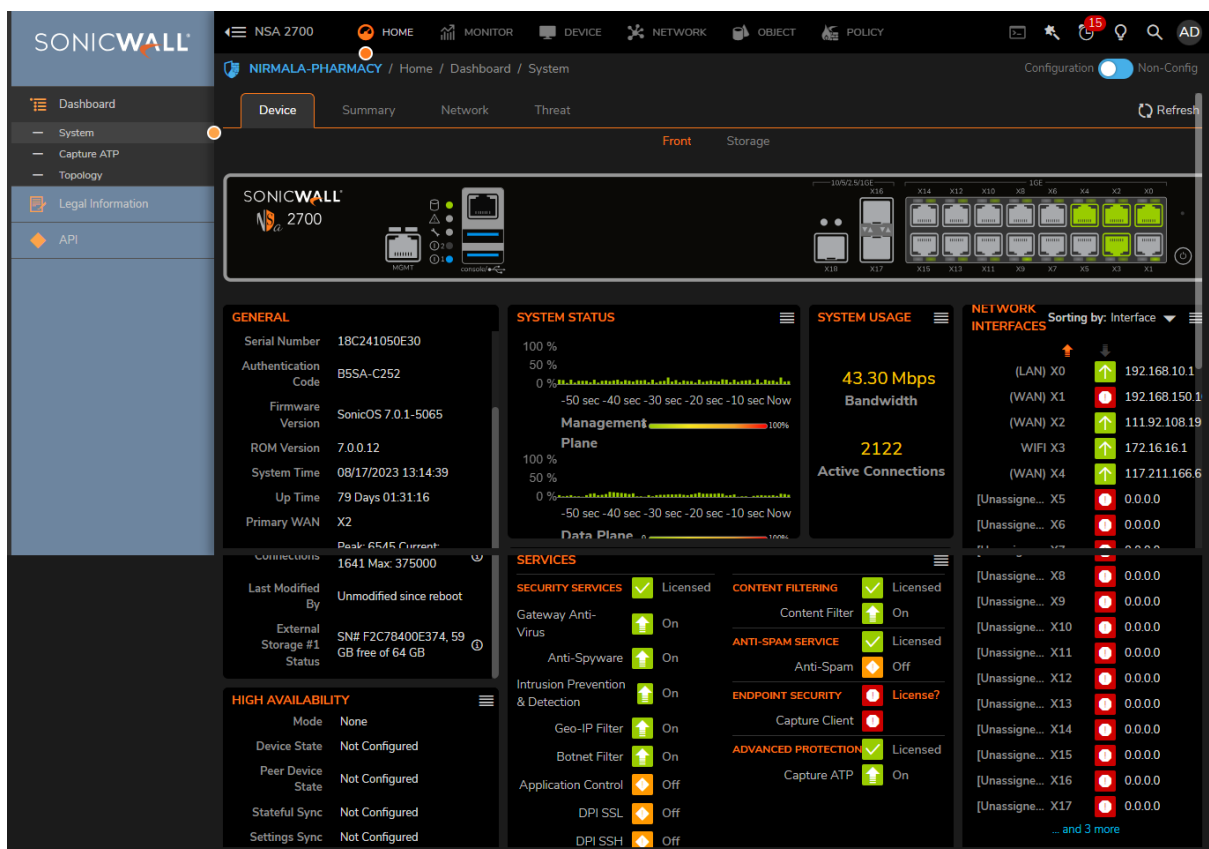 SONICWALL
NSA 2700
HOME
MONITOR
DEVICE
NETWORK
OBJECT
POLICY
15
AD
NIRMALA-PHARMACY / Home / Dashboard / System
Configuration
Non-Config
Dashboard
System
Capture ATP
Topology
Legal Information
API
Device
Summary
Network
Threat
Refresh
Front
Storage
SONICWALL
NSa 2700
MGMT
2
1
console/
10/5/2.5/1GE
1GE
X16
X14
X12
X10
X8
X6
X4
X2
X0
X18
X17
X15
X13
X11
X9
X7
X5
X3
X1
GENERAL
Serial Number 18C241050E30
Authentication Code B5SA-C252
Firmware Version SonicOS 7.0.1-5065
ROM Version 7.0.0.12
System Time 08/17/2023 13:14:39
Up Time 79 Days 01:31:16
Primary WAN X2
Peak: 6545 Current:
Connections 1641 Max: 375000
Last Modified By Unmodified since reboot
External Storage #1 Status SN# F2C78400E374, 59 GB free of 64 GB
HIGH AVAILABILITY
Mode None
Device State Not Configured
Peer Device State Not Configured
Stateful Sync Not Configured
Settings Sync Not Configured
SYSTEM STATUS
100 %
50 %
0 %
-50 sec -40 sec -30 sec -20 sec -10 sec Now
Management Plane
100%
100 %
50 %
0 %
-50 sec -40 sec -30 sec -20 sec -10 sec Now
Data Plane 0 100%
SYSTEM USAGE
43.30 Mbps
Bandwidth
2122
Active Connections
SERVICES
SECURITY SERVICES Licensed
Gateway Anti-Virus On
Anti-Spyware On
Intrusion Prevention & Detection On
Geo-IP Filter On
Botnet Filter On
Application Control Off
DPI SSL Off
DPI SSH Off
CONTENT FILTERING Licensed
Content Filter On
ANTI-SPAM SERVICE Licensed
Anti-Spam Off
ENDPOINT SECURITY License?
Capture Client
ADVANCED PROTECTION Licensed
Capture ATP On
NETWORK INTERFACES
Sorting by: Interface
(LAN) X0 192.168.10.1
(WAN) X1 192.168.150.1
(WAN) X2 111.92.108.19
WIFI X3 172.16.16.1
(WAN) X4 117.211.166.6
[Unassigne... X5 0.0.0.0
[Unassigne... X6 0.0.0.0
[Unassigne... X8 0.0.0.0
[Unassigne... X9 0.0.0.0
[Unassigne... X10 0.0.0.0
[Unassigne... X11 0.0.0.0
[Unassigne... X12 0.0.0.0
[Unassigne... X13 0.0.0.0
[Unassigne... X14 0.0.0.0
[Unassigne... X15 0.0.0.0
[Unassigne... X16 0.0.0.0
[Unassigne... X17 0.0.0.0
... and 3 more